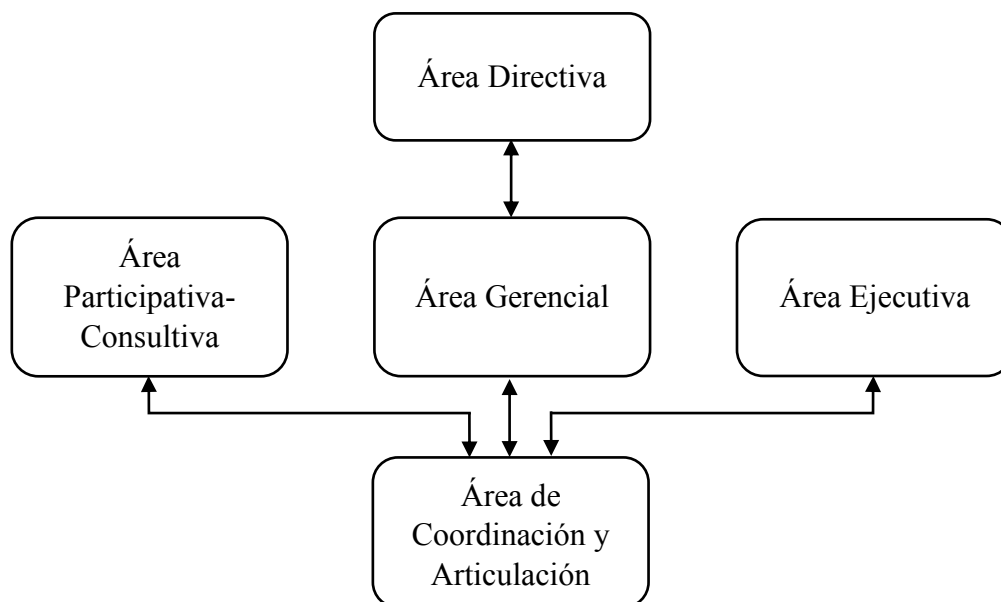 Área Directiva
Área
Participativa-
Consultiva
Área Gerencial
Área Ejecutiva
Área de
Coordinación y
Articulación